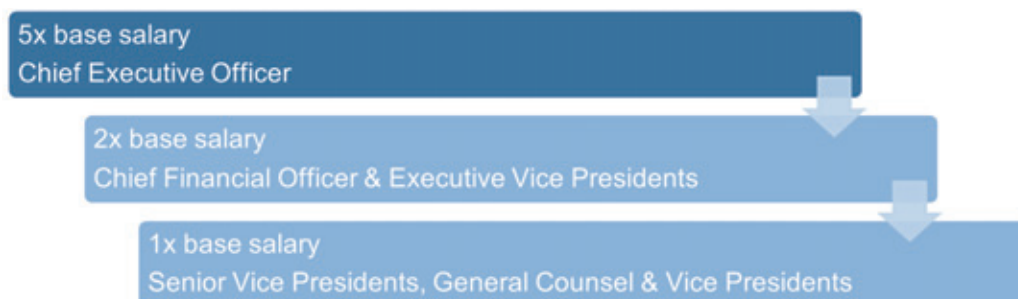 5x base salary
Chief Executive Officer
2x base salary
Chief Financial Officer & Executive Vice Presidents
1x base salary
Senior Vice Presidents, General Counsel & Vice Presidents